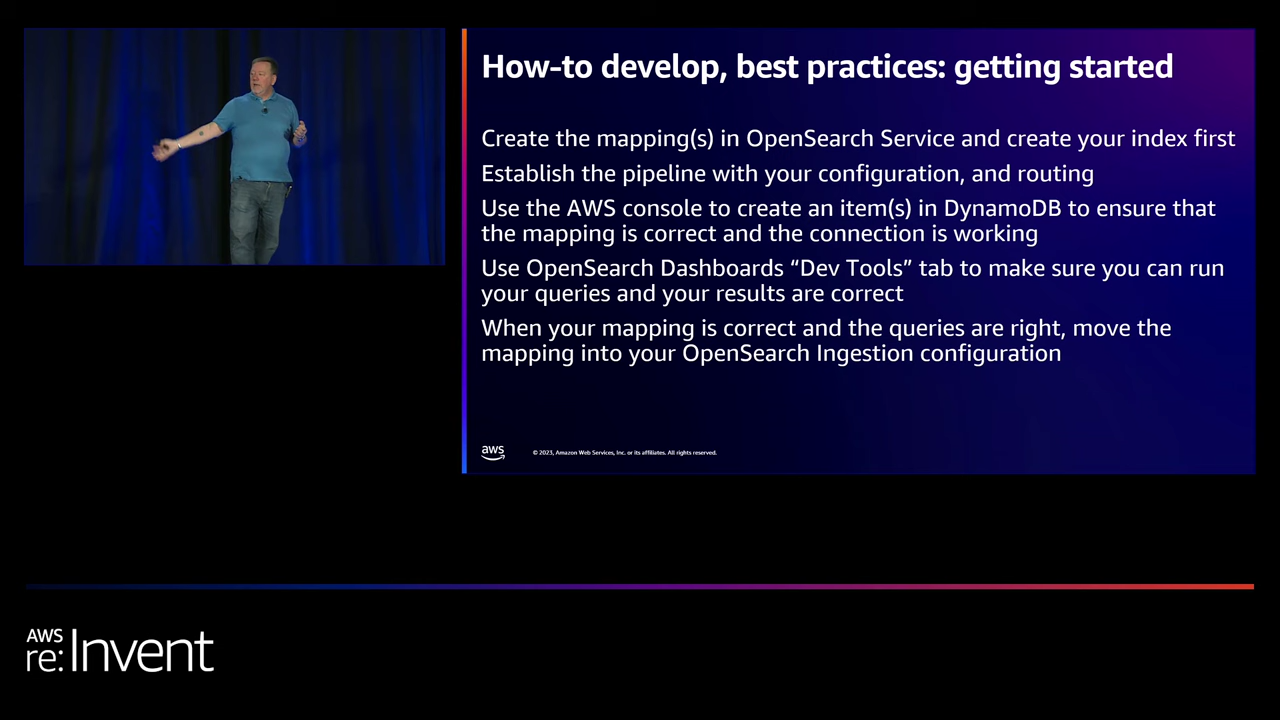 How-to develop, best practices: getting started
Create the mapping(s) in OpenSearch Service and create your index first
Establish the pipeline with your configuration, and routing
Use the AWS console to create an item(s) in DynamoDB to ensure that
the mapping is correct and the connection is working
Use OpenSearch Dashboards “Dev Tools” tab to make sure you can run
your queries and your results are correct
When your mapping is correct and the queries are right, move the
mapping into your OpenSearch Ingestion configuration
aws
© 2023, Amazon Web Services, Inc. or its affiliates. All rights reserved.
AWS
re:Invent